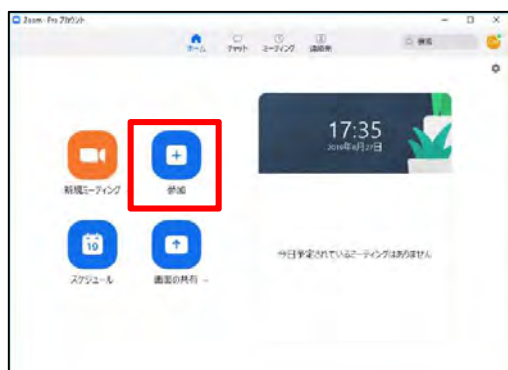 Zoom - Pro アカウント
ホーム
チャット
ミーティング
連絡先
検索
17:35
新規ミーティング
参加
19
スケジュール
画面の共有
今日予定されているミーティングはありません